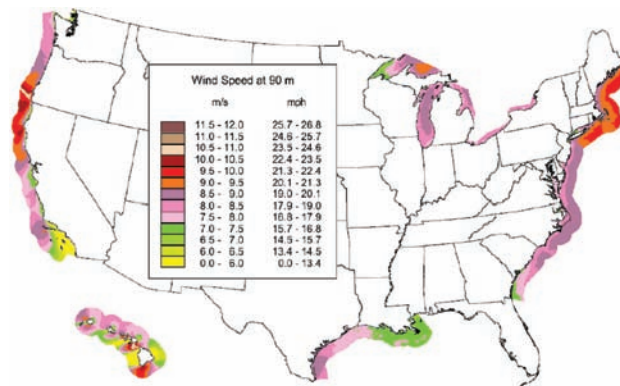 Wind Speed at 90 m
m/s mph
11.5 - 12.0 25.7 - 26.8
11.0 - 11.5 24.6 - 25.7
10.5 - 11.0 23.5 - 24.6
10.0 - 10.5 22.4 - 23.5
9.5 - 10.0 21.3 - 22.4
9.0 - 9.5 20.1 - 21.3
8.5 - 9.0 19.0 - 20.1
8.0 - 8.5 17.9 - 19.0
7.5 - 8.0 16.8 - 17.9
7.0 - 7.5 15.7 - 16.8
6.5 - 7.0 14.5 - 15.7
6.0 - 6.5 13.4 - 14.5
0.0 - 6.0 0.0 - 13.4